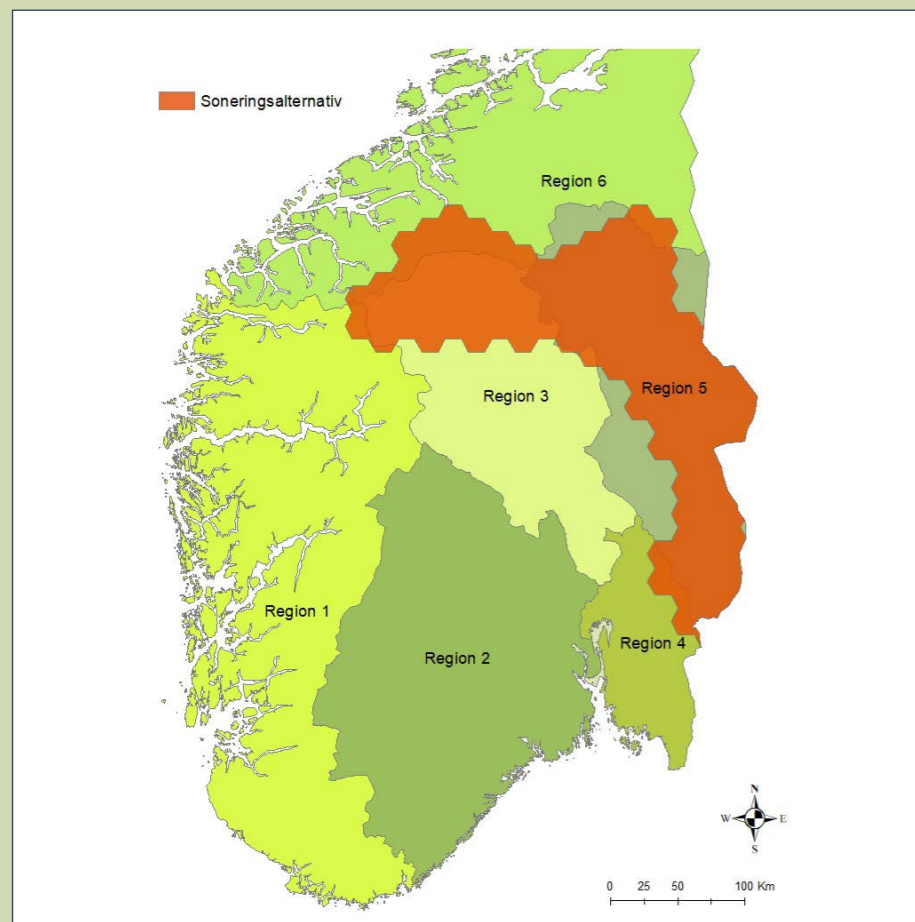 Soneringsalternativ
Region 6
Region 5
Region 3
Region 1
Region 4
Region 2
N
W E
S
0 25 50 100 Km